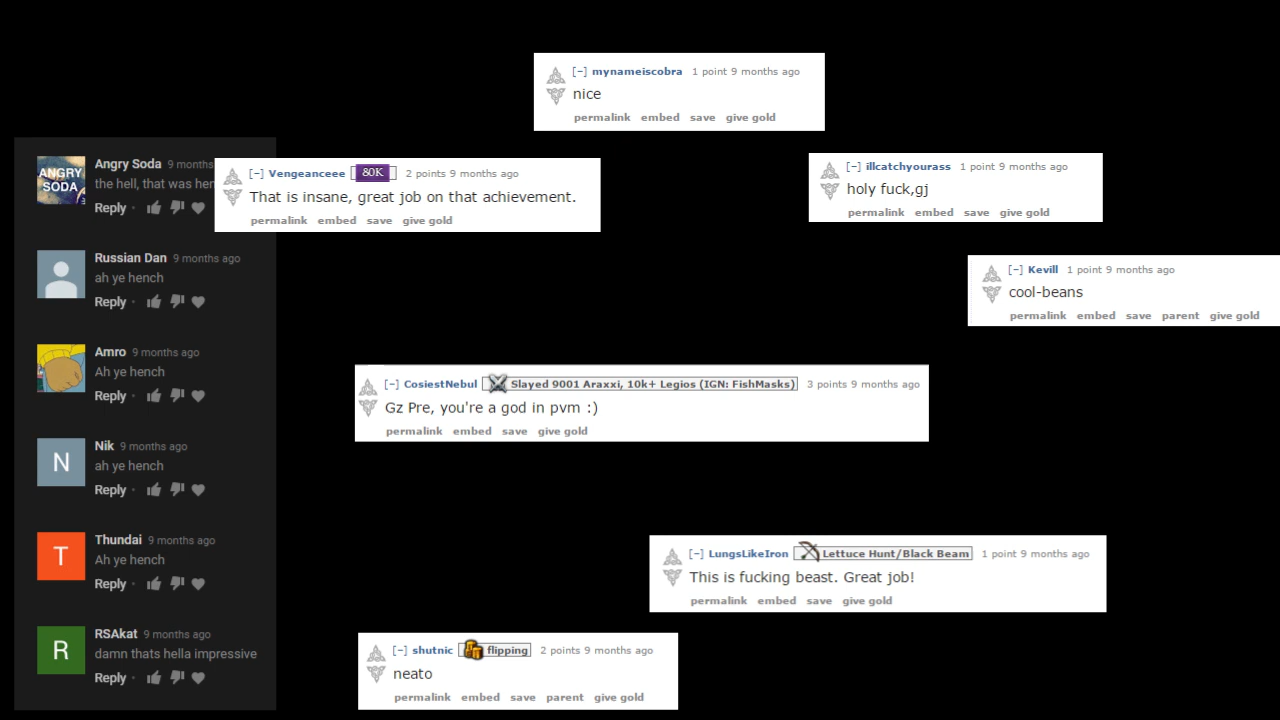 [−] mynameiscobra 1 point 9 months ago
nice
permalink embed save give gold
ANGRY SODA
Angry Soda 9 months
the hell, that was hen
Reply
[−] Vengeanceee 80K 2 points 9 months ago
That is insane, great job on that achievement.
permalink embed save give gold
[−] illcatchyourass 1 point 9 months ago
holy fuck,gj
permalink embed save give gold
Russian Dan 9 months ago
ah ye hench
Reply
[−] Kevill 1 point 9 months ago
cool-beans
permalink embed save parent give gold
Amro 9 months ago
Ah ye hench
Reply
[−] CosiestNebul Slayed 9001 Araxxi, 10k+ Legios (IGN: FishMasks) 3 points 9 months ago
Gz Pre, you're a god in pvm :)
permalink embed save give gold
N
Nik 9 months ago
ah ye hench
Reply
T
Thundai 9 months ago
Ah ye hench
Reply
[−] LungsLikeIron Lettuce Hunt/Black Beam 1 point 9 months ago
This is fucking beast. Great job!
permalink embed save give gold
R
RSAkat 9 months ago
damn thats hella impressive
Reply
[−] shutnic flipping 2 points 9 months ago
neato
permalink embed save parent give gold